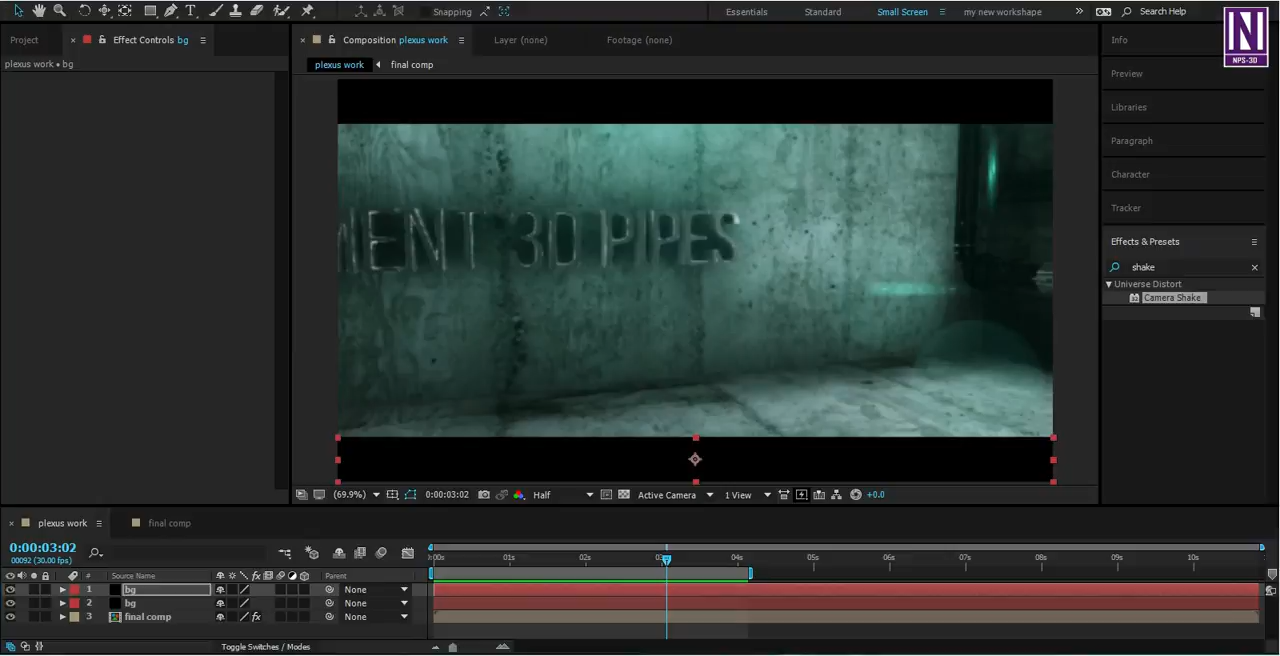 Snapping
Essentials
Standard
Small Screen
my new workshape
Search Help
NPS-3D
Project
Effect Controls bg
Composition plexus work
Layer (none)
Footage (none)
Info
plexus work • bg
plexus work
final comp
Preview
Libraries
Paragraph
Character
Tracker
MENT 3D PIPES
Effects & Presets
shake
Universe Distort
Camera Shake
(69.9%)
0:00:03:02
Half
Active Camera
1 View
+0.0
plexus work
final comp
0:00:03:02
00092 (30.00 fps)
:00s
01s
02s
03s
04s
05s
06s
07s
08s
09s
10s
# Source Name
fx
Parent
1 bg None
2 bg None
3 final comp fx None
Toggle Switches / Modes